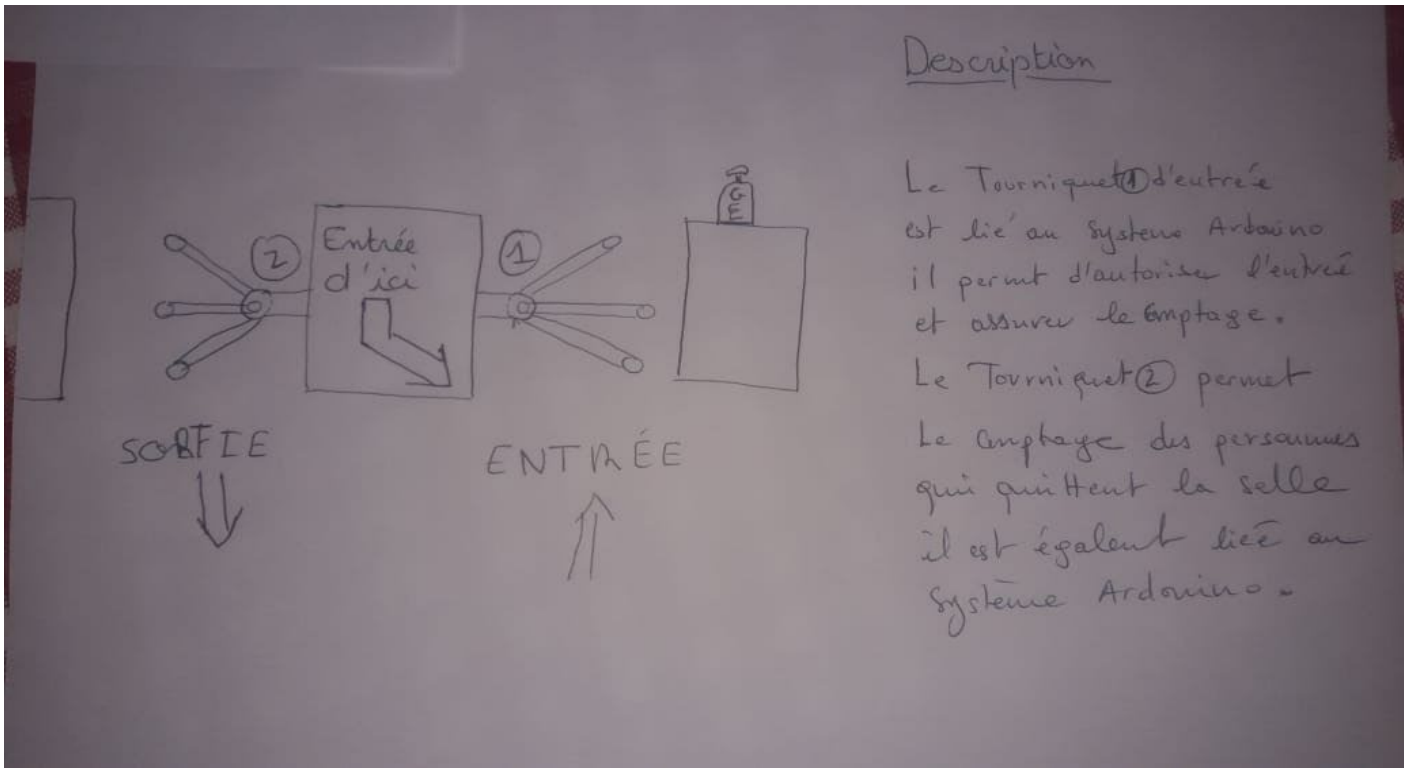 Description
Entrée
d'ici
2
1
GEL
SORTIE
ENTRÉE
Le Tourniquet 1 d'entrée
est lié au système Ardouino
il permet d'autoriser l'entrée
et assurer le comptage.
Le Tourniquet 2 permet
Le comptage des personnes
qui quittent la salle
il est égalent liée au
système Ardouino.